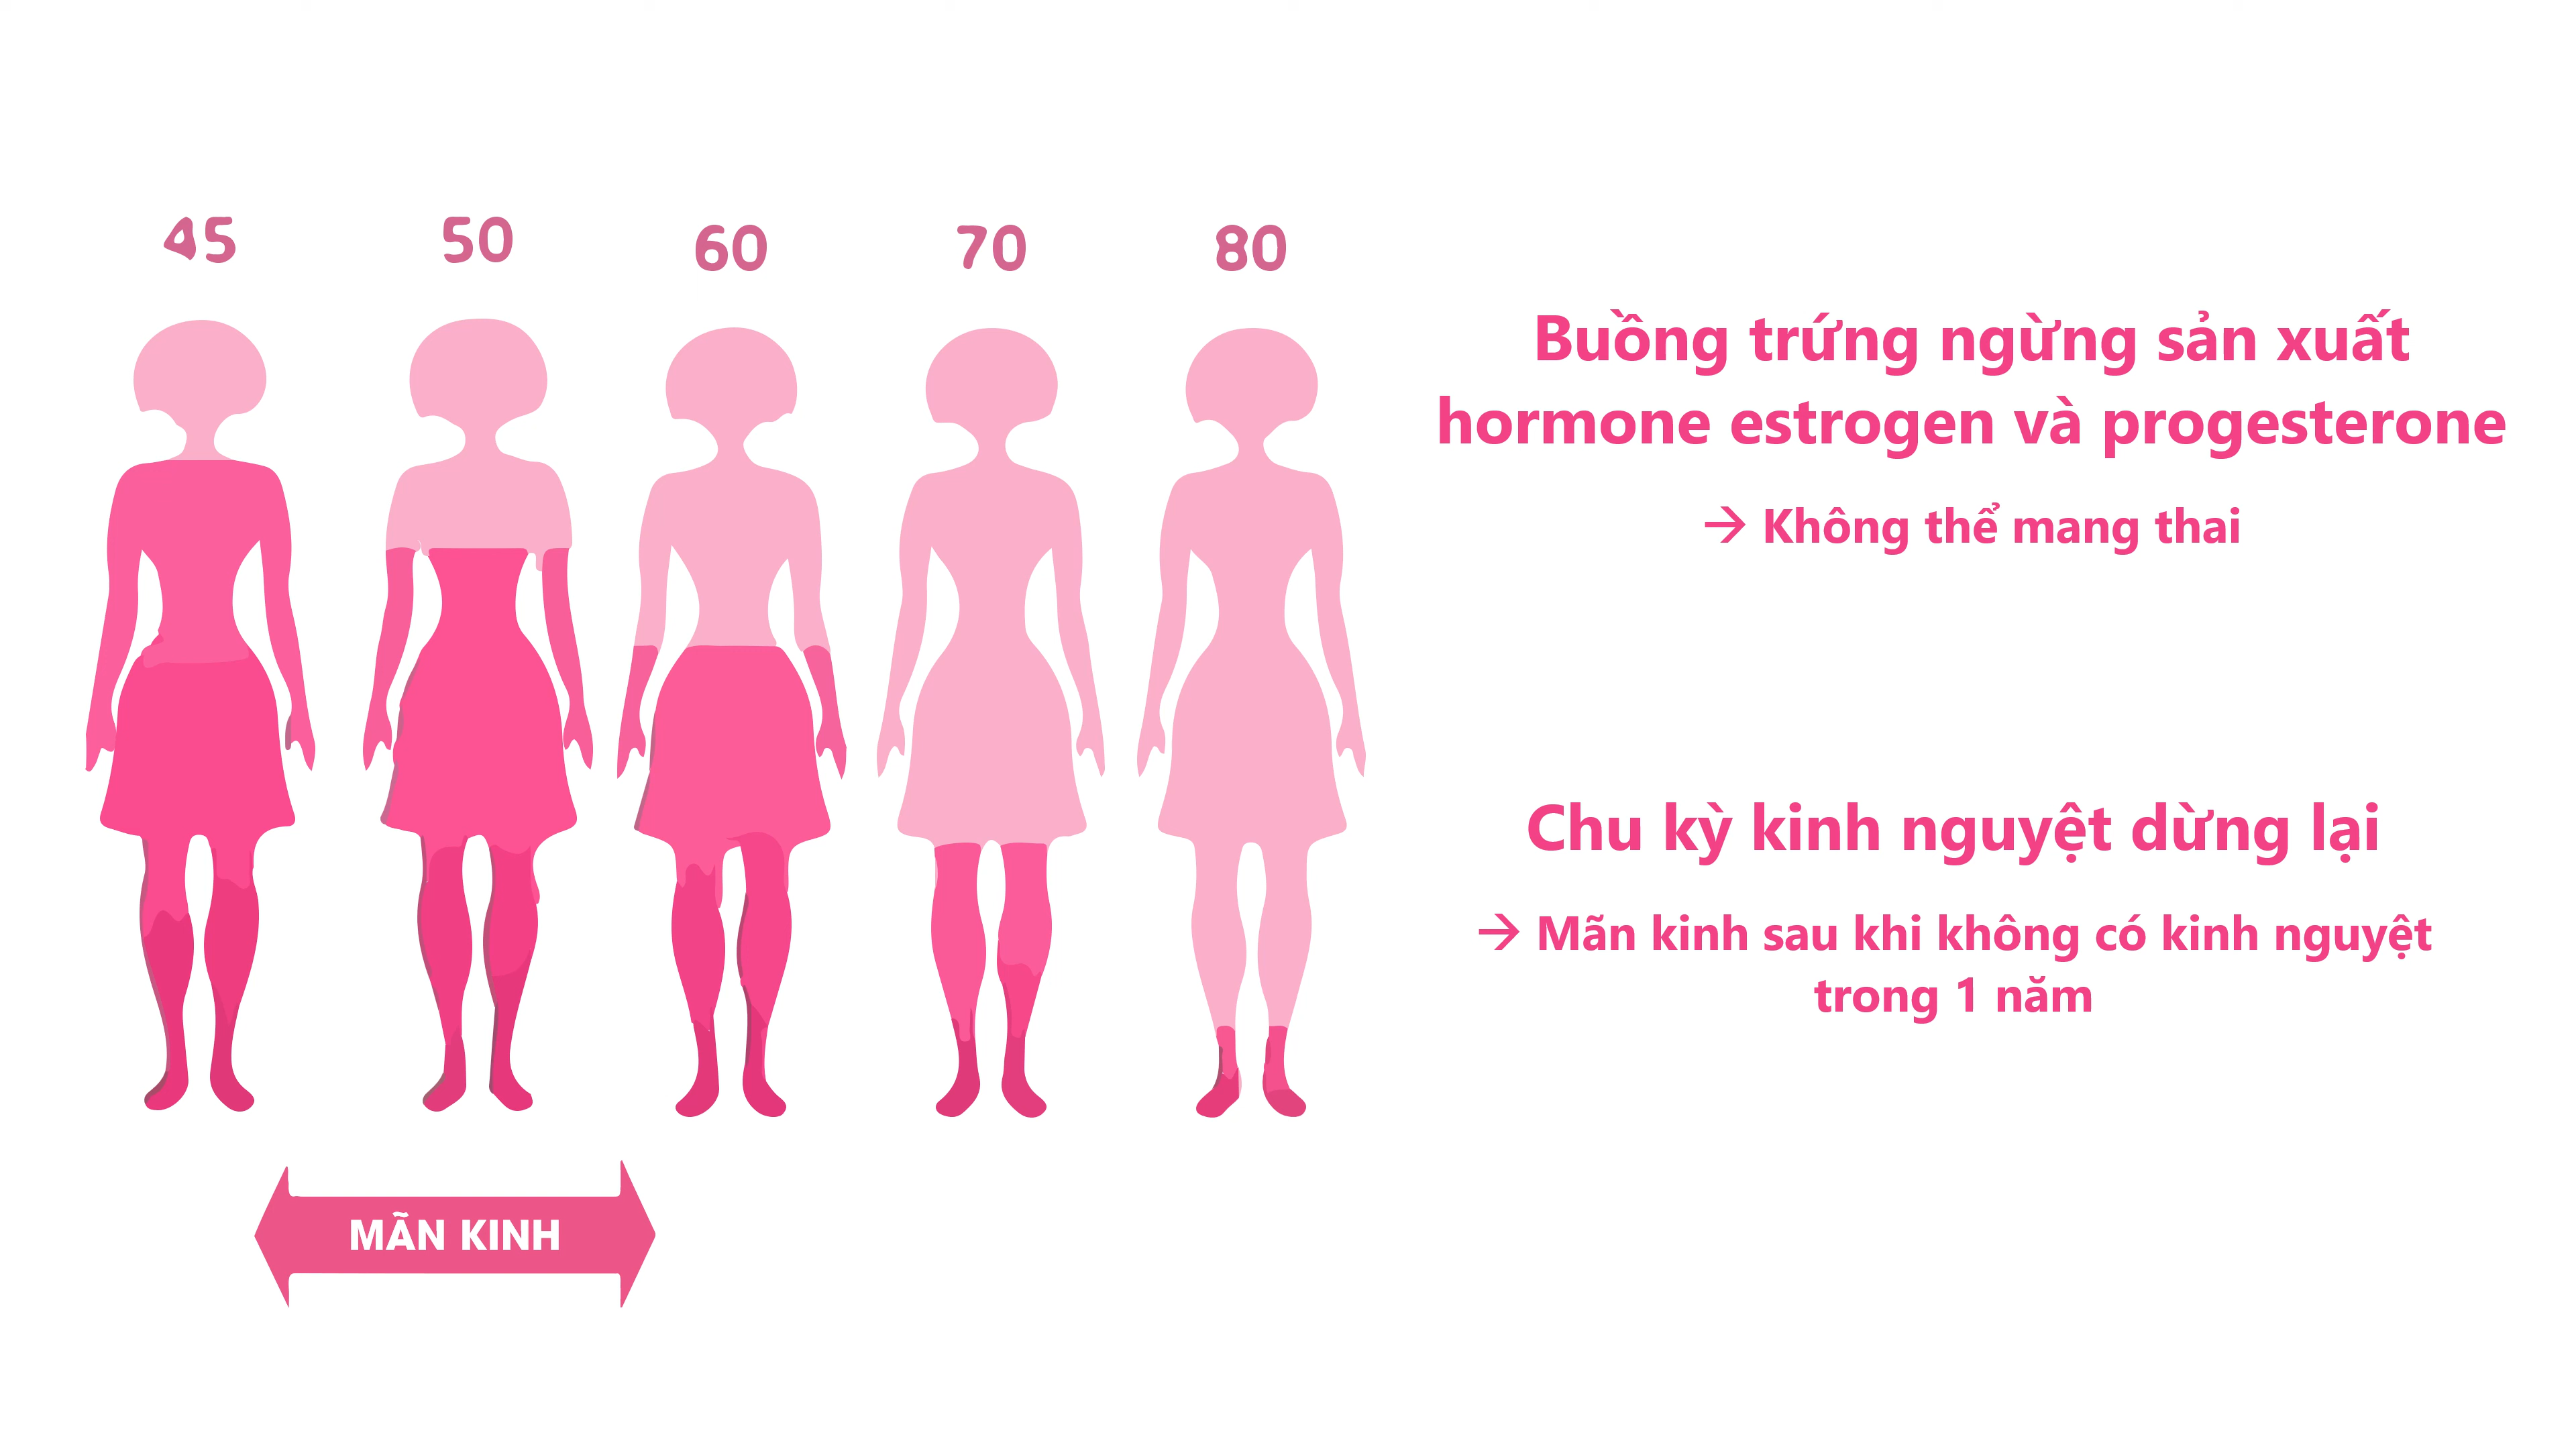 45 50 60 70 80
Buồng trứng ngừng sản xuất
hormone estrogen và progesterone
→ Không thể mang thai
Chu kỳ kinh nguyệt dừng lại
→ Mãn kinh sau khi không có kinh nguyệt
trong 1 năm
MÃN KINH